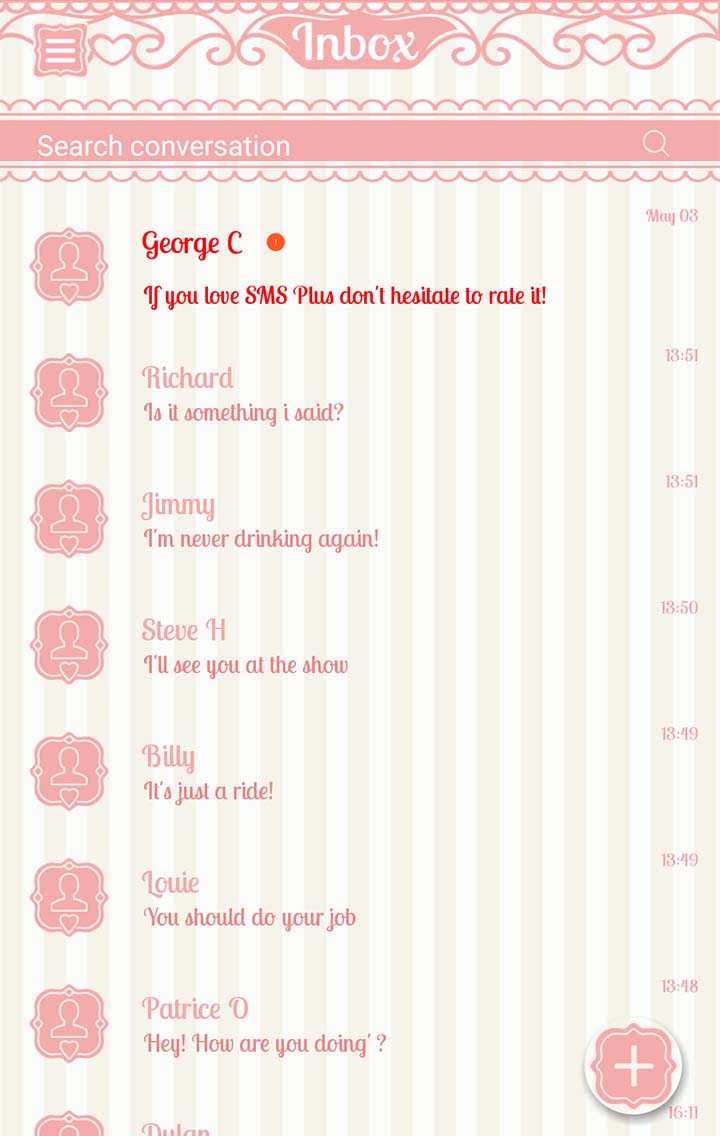 Inbox
Search conversation
May 03
George C
!
If you love SMS Plus don't hesitate to rate it!
13:51
Richard
Is it something i said?
13:51
Jimmy
I'm never drinking again!
13:50
Steve H
I'll see you at the show
13:49
Billy
It's just a ride!
13:49
Louie
You should do your job
13:48
Patrice O
Hey! How are you doing' ?
16:11
Dylan